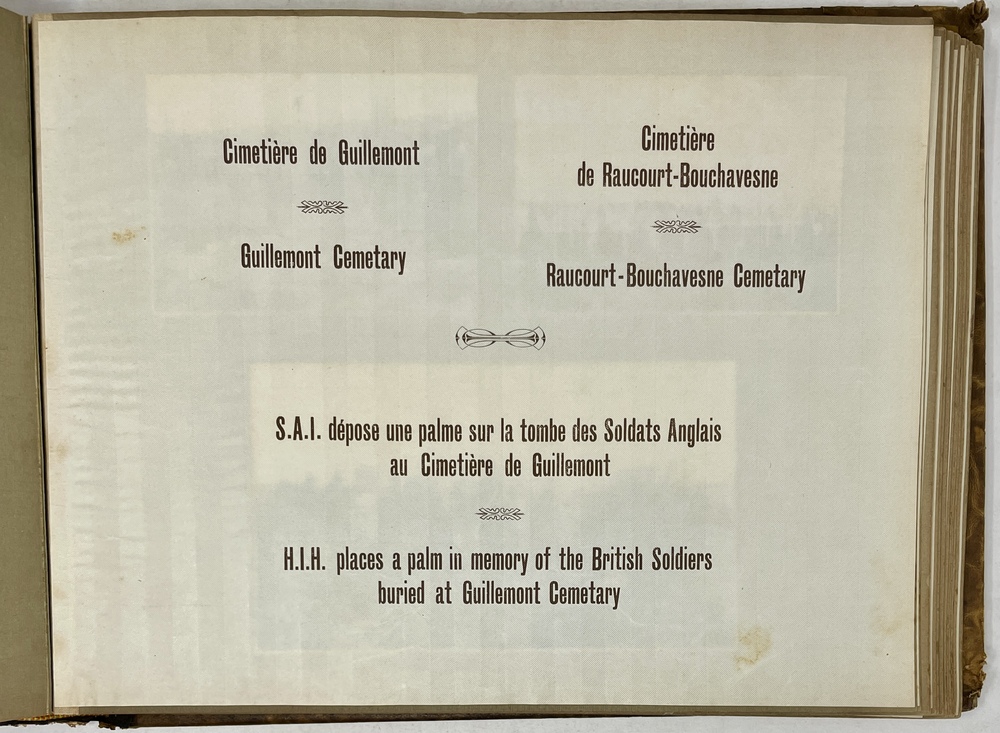 Cimetière de Guillemont
Guillemont Cemetary
Cimetière
de Raucourt-Bouchavesne
Raucourt-Bouchavesne Cemetary
S.A.I. dépose une palme sur la tombe des Soldats Anglais
au Cimetière de Guillemont
H.I.H. places a palm in memory of the British Soldiers
buried at Guillemont Cemetary